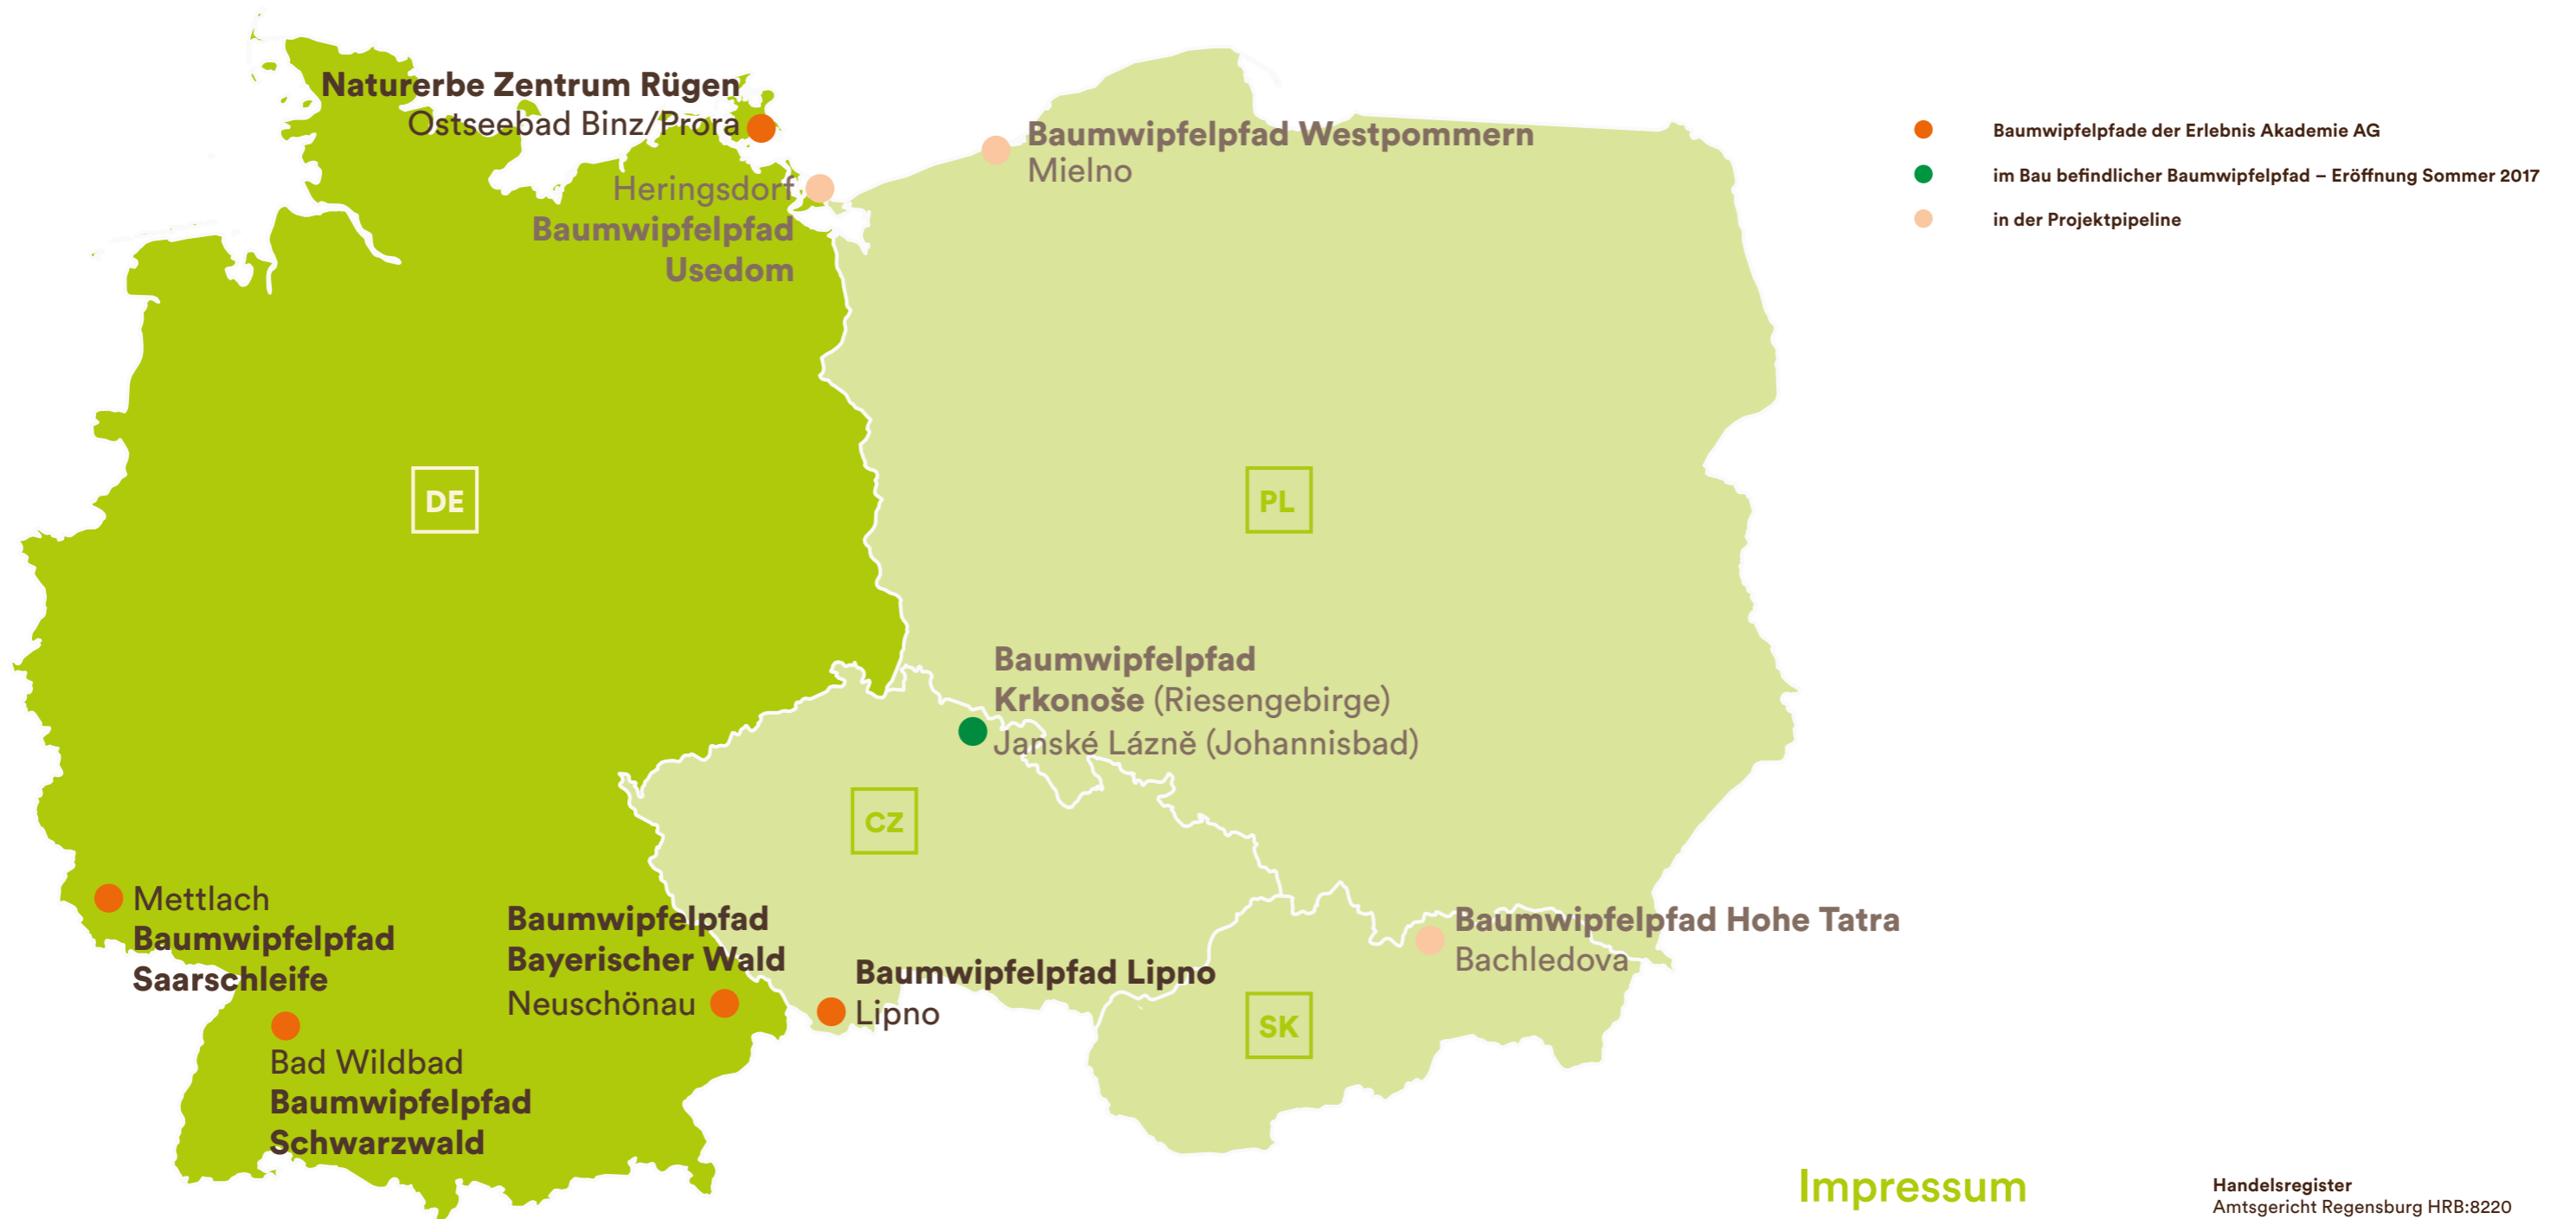 Naturerbe Zentrum Rügen
Ostseebad Binz/Prora
Heringsdorf
Baumwipfelpfad
Usedom
Baumwipfelpfad Westpommern
Mielno
Baumwipfelpfade der Erlebnis Akademie AG
im Bau befindlicher Baumwipfelpfad – Eröffnung Sommer 2017
in der Projektpipeline
DE
PL
Baumwipfelpfad
Krkonoše (Riesengebirge)
Janské Lázně (Johannisbad)
CZ
Mettlach
Baumwipfelpfad
Saarschleife
Baumwipfelpfad
Bayerischer Wald
Neuschönau
Baumwipfelpfad Lipno
Lipno
Baumwipfelpfad Hohe Tatra
Bachledova
SK
Bad Wildbad
Baumwipfelpfad
Schwarzwald
Impressum
Handelsregister
Amtsgericht Regensburg HRB:8220